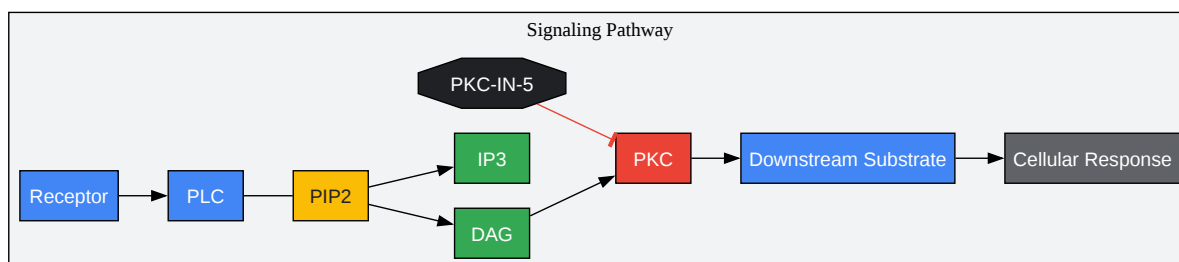 Signaling Pathway
PKC-IN-5
IP3
PKC
Downstream Substrate
Cellular Response
Receptor
PLC
PIP2
DAG